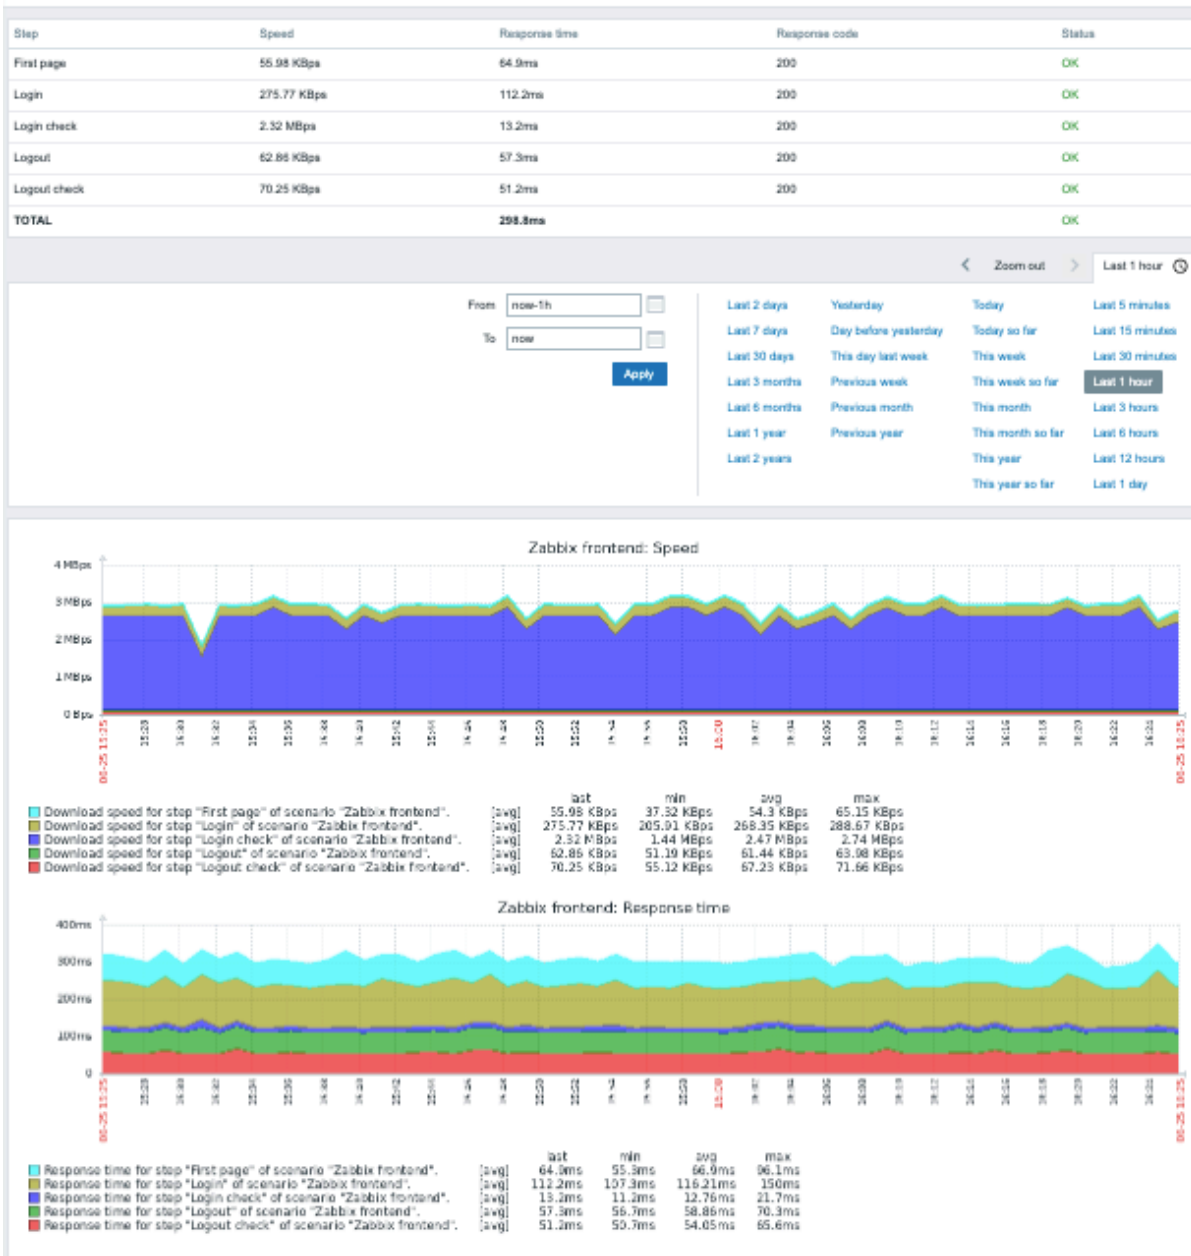 Step Speed Response time Response code Status
First page 55.98 KBps 64.9ms 200 OK
Login 275.77 KBps 112.2ms 200 OK
Login check 2.32 MBps 13.2ms 200 OK
Logout 62.86 KBps 57.3ms 200 OK
Logout check 70.25 KBps 51.2ms 200 OK
TOTAL 298.8ms OK
Zoom out Last 1 hour
From now-1h
To now
Apply
Last 2 days Yesterday Today Last 5 minutes
Last 7 days Day before yesterday Today so far Last 15 minutes
Last 30 days This day last week This week Last 30 minutes
Last 3 months Previous week This week so far Last 1 hour
Last 6 months Previous month This month Last 3 hours
Last 1 year Previous year This month so far Last 6 hours
Last 2 years This year Last 12 hours
This year so far Last 1 day
Zabbix frontend: Speed
4 MBps
3 MBps
2 MBps
1 MBps
0 Bps
last min avg max
Download speed for step "First page" of scenario "Zabbix frontend". [avg] 55.98 KBps 37.32 KBps 54.3 KBps 65.15 KBps
Download speed for step "Login" of scenario "Zabbix frontend". [avg] 275.77 KBps 205.91 KBps 268.35 KBps 288.67 KBps
Download speed for step "Login check" of scenario "Zabbix frontend". [avg] 2.32 MBps 1.44 MBps 2.47 MBps 2.74 MBps
Download speed for step "Logout" of scenario "Zabbix frontend". [avg] 62.86 KBps 51.19 KBps 61.44 KBps 63.98 KBps
Download speed for step "Logout check" of scenario "Zabbix frontend". [avg] 70.25 KBps 55.12 KBps 67.23 KBps 71.66 KBps
Zabbix frontend: Response time
400ms
300ms
200ms
100ms
0
last min avg max
Response time for step "First page" of scenario "Zabbix frontend". [avg] 64.9ms 55.3ms 66.9ms 96.1ms
Response time for step "Login" of scenario "Zabbix frontend". [avg] 112.2ms 107.3ms 116.21ms 150ms
Response time for step "Login check" of scenario "Zabbix frontend". [avg] 13.2ms 11.2ms 12.76ms 21.7ms
Response time for step "Logout" of scenario "Zabbix frontend". [avg] 57.3ms 56.7ms 58.86ms 70.3ms
Response time for step "Logout check" of scenario "Zabbix frontend". [avg] 51.2ms 50.7ms 54.05ms 65.6ms